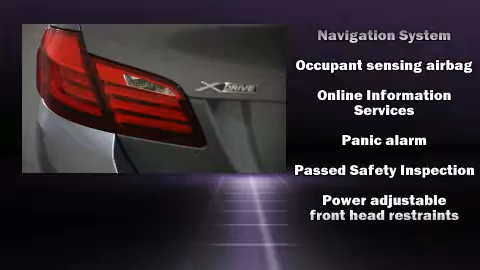 XDRIVE
Navigation System
Occupant sensing airbag
Online Information
Services
Panic alarm
Passed Safety Inspection
Power adjustable
front head restraints